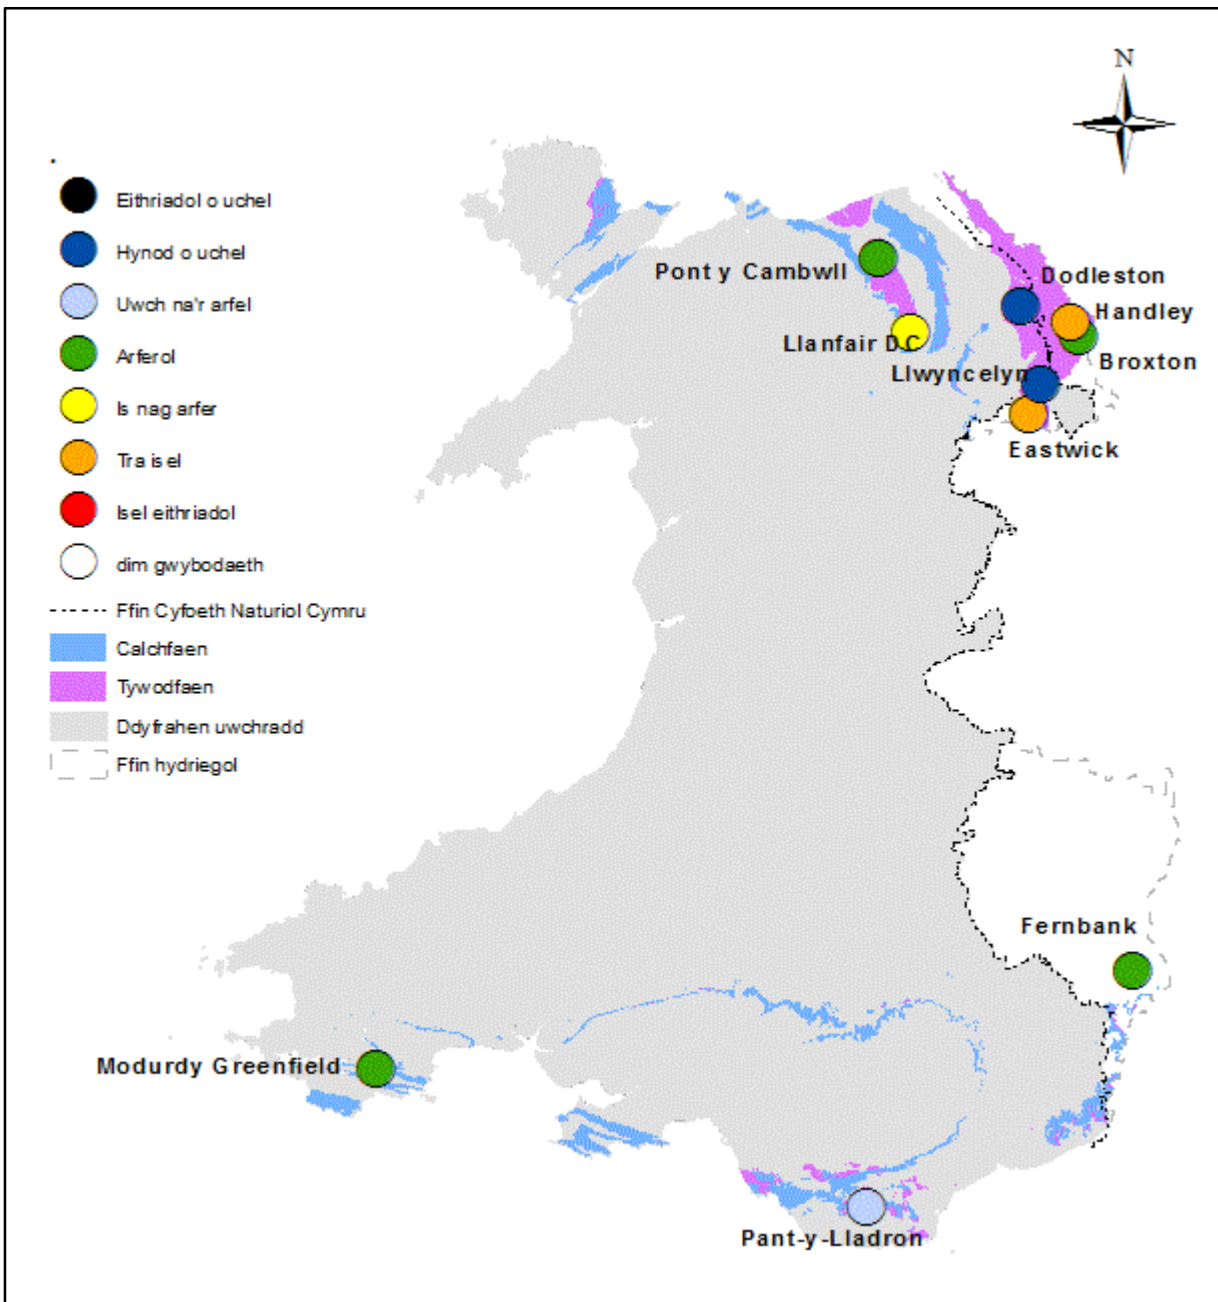 N
Eithriadol o uchel
Hynod o uchel
Uwch na'r arfel
Arferol
Is nag arfer
Tra isel
Isel eithriadol
dim gwybodaeth
Ffin Cyfoeth Naturiol Cymru
Calchfaen
Tywodfaen
Ddyfrahen uwchradd
Ffin hydriegol
Pont y Cambwll
Dodleston
Handley
Llanfair DC
Broxton
Llwyncelyn
Eastwick
Fernbank
Modurdy Greenfield
Pant-y-Lladron